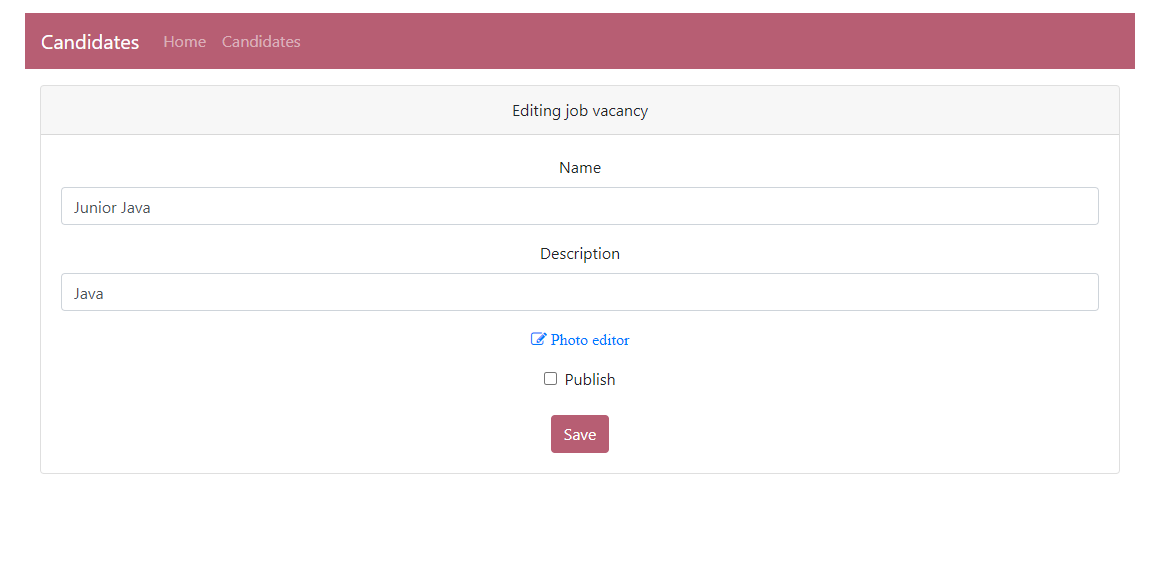 Candidates Home Candidates
Editing job vacancy
Name
Junior Java
Description
Java
Photo editor
Publish
Save